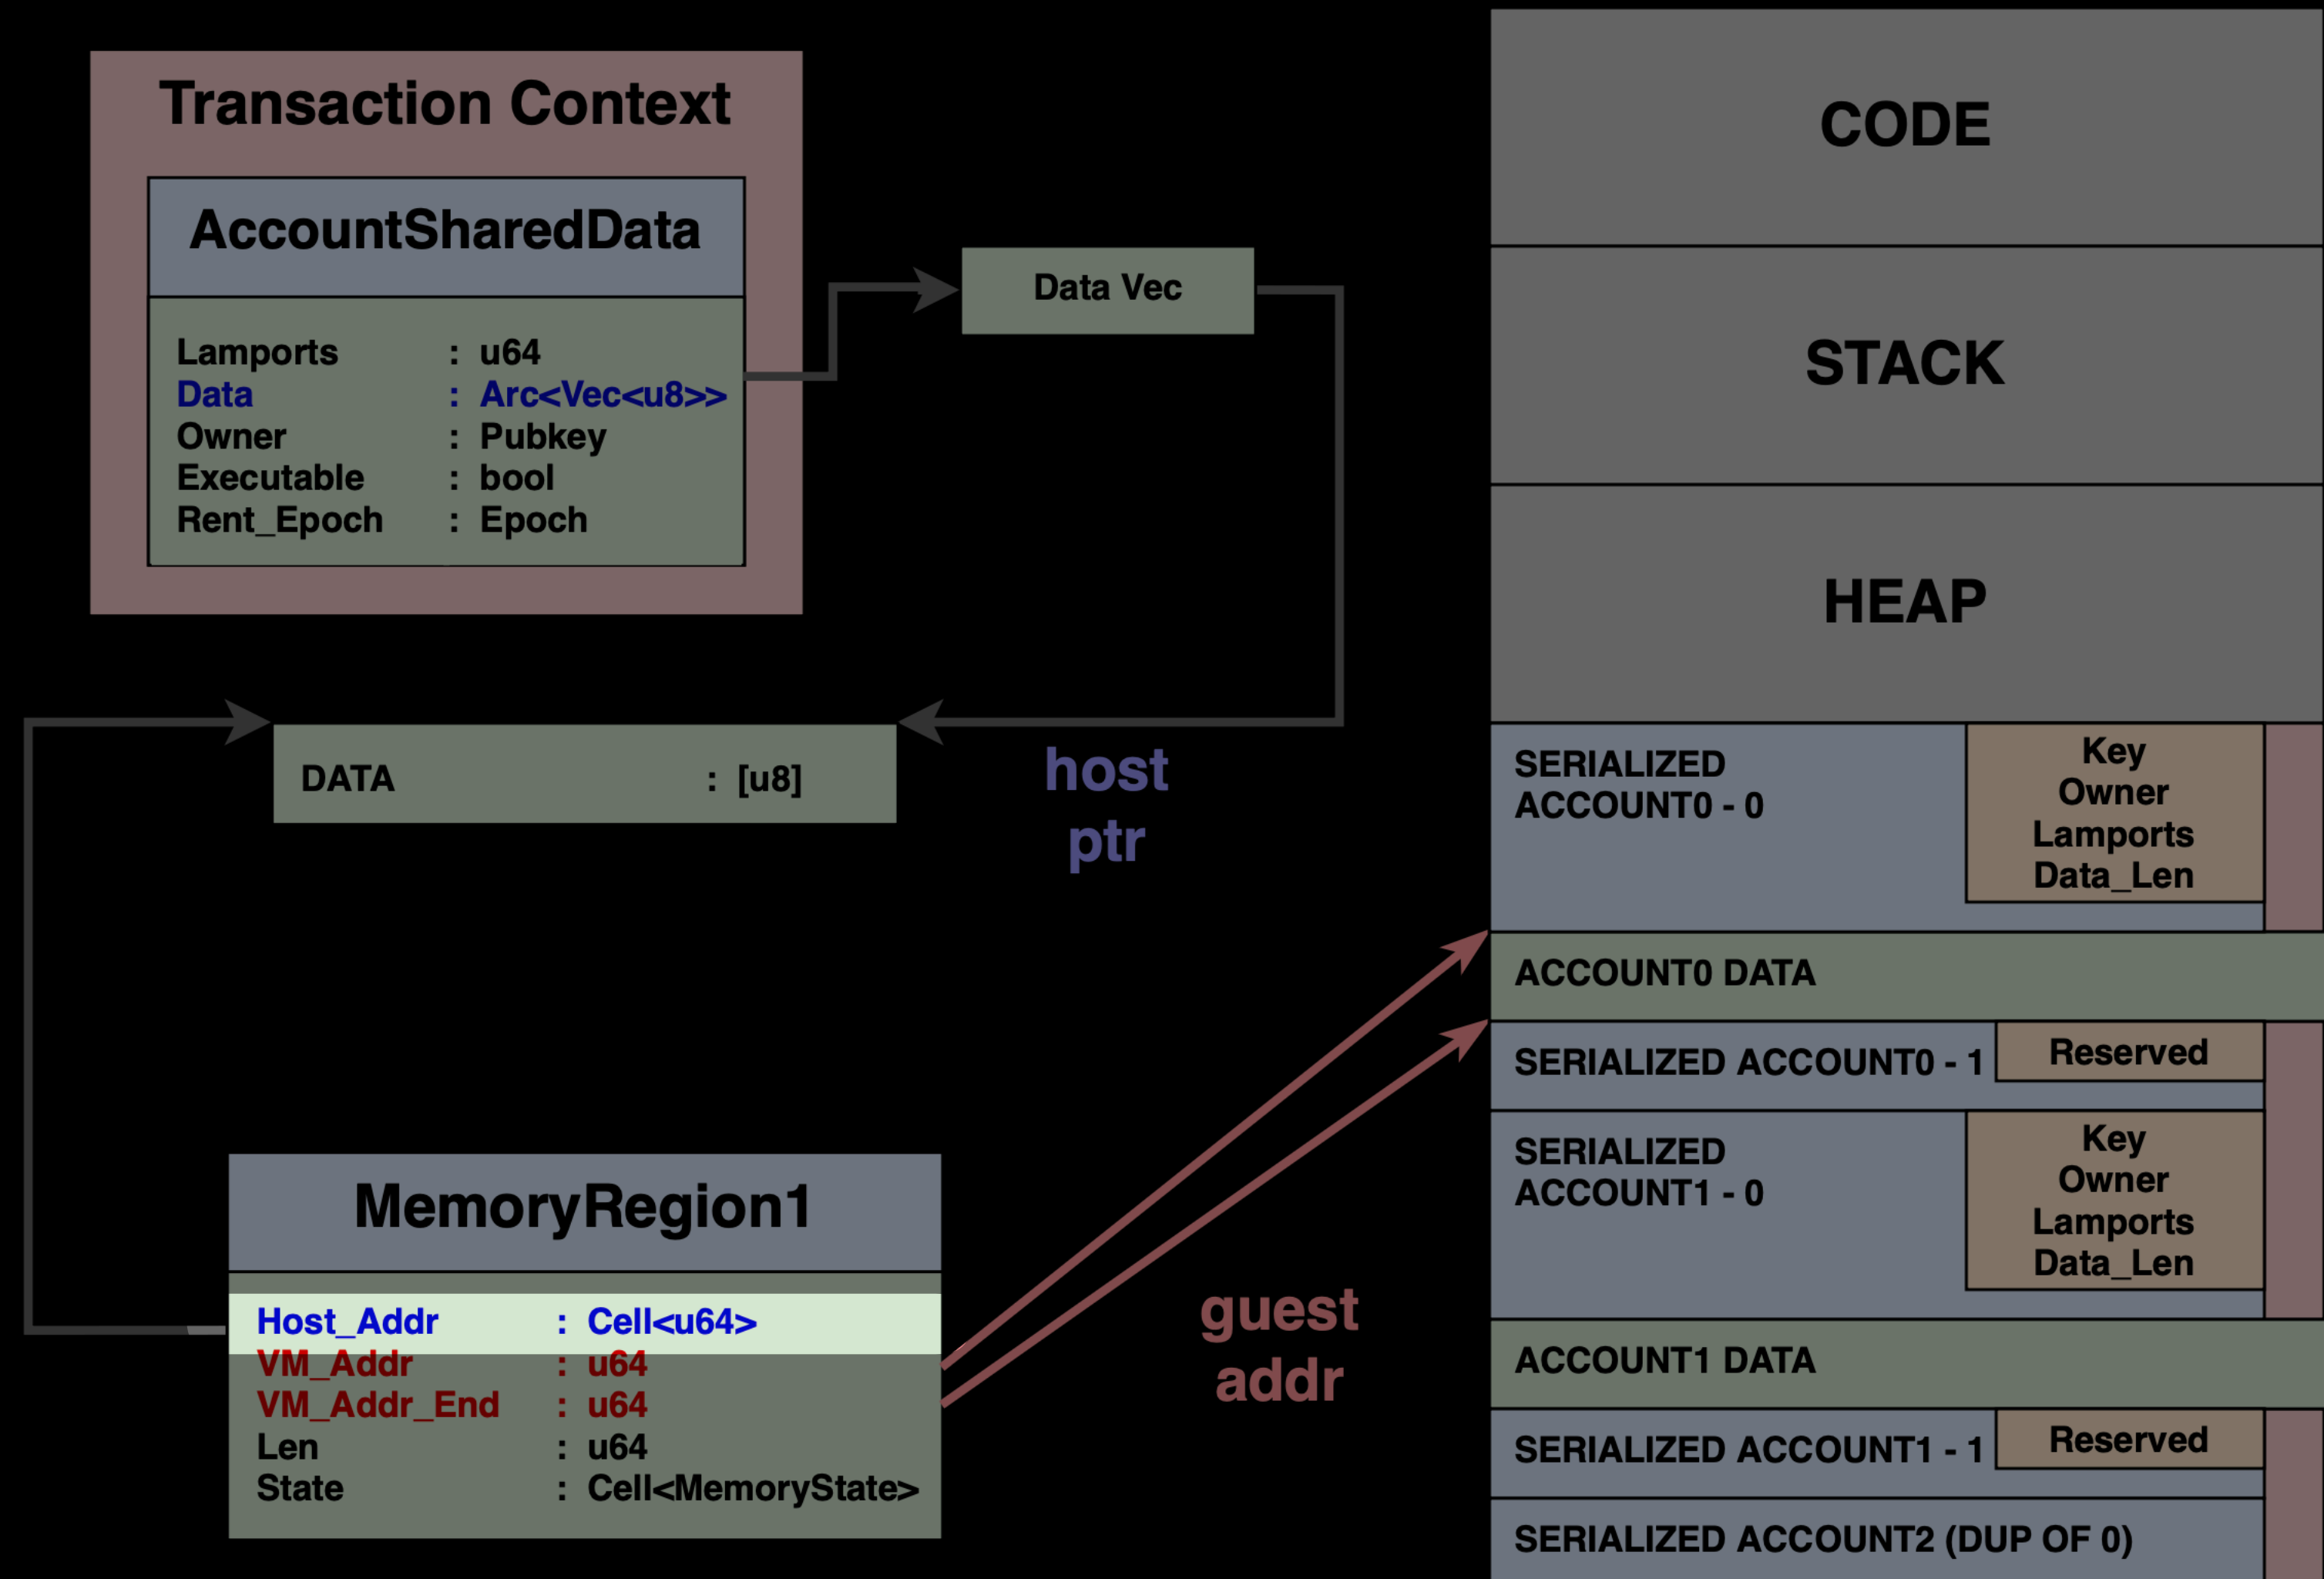 Transaction Context
AccountSharedData
Lamports : u64
Data : Arc<Vec<u8>>
Owner : Pubkey
Executable : bool
Rent_Epoch : Epoch
Data Vec
DATA : [u8]
host
ptr
MemoryRegion1
Host_Addr : Cell<u64>
VM_Addr : u64
VM_Addr_End : u64
Len : u64
State : Cell<MemoryState>
guest
addr
CODE
STACK
HEAP
SERIALIZED
ACCOUNT0 - 0
Key
Owner
Lamports
Data_Len
ACCOUNT0 DATA
SERIALIZED ACCOUNT0 - 1
Reserved
SERIALIZED
ACCOUNT1 - 0
Key
Owner
Lamports
Data_Len
ACCOUNT1 DATA
SERIALIZED ACCOUNT1 - 1
Reserved
SERIALIZED ACCOUNT2 (DUP OF 0)